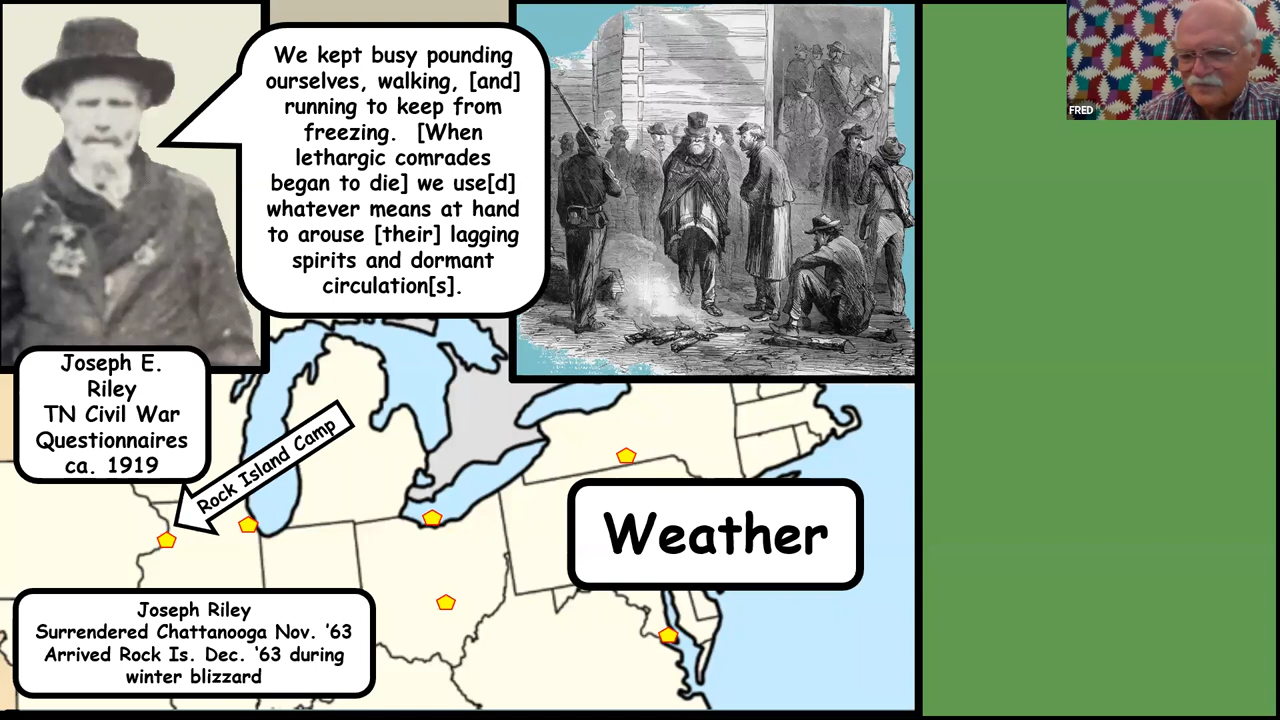 We kept busy pounding
ourselves, walking, [and]
running to keep from
freezing. [When
lethargic comrades
began to die] we use[d]
whatever means at hand
to arouse [their] lagging
spirits and dormant
circulation[s].
FRED
Joseph E.
Riley
TN Civil War
Questionnaires
ca. 1919
Rock Island Camp
Weather
Joseph Riley
Surrendered Chattanooga Nov. '63
Arrived Rock Is. Dec. '63 during
winter blizzard